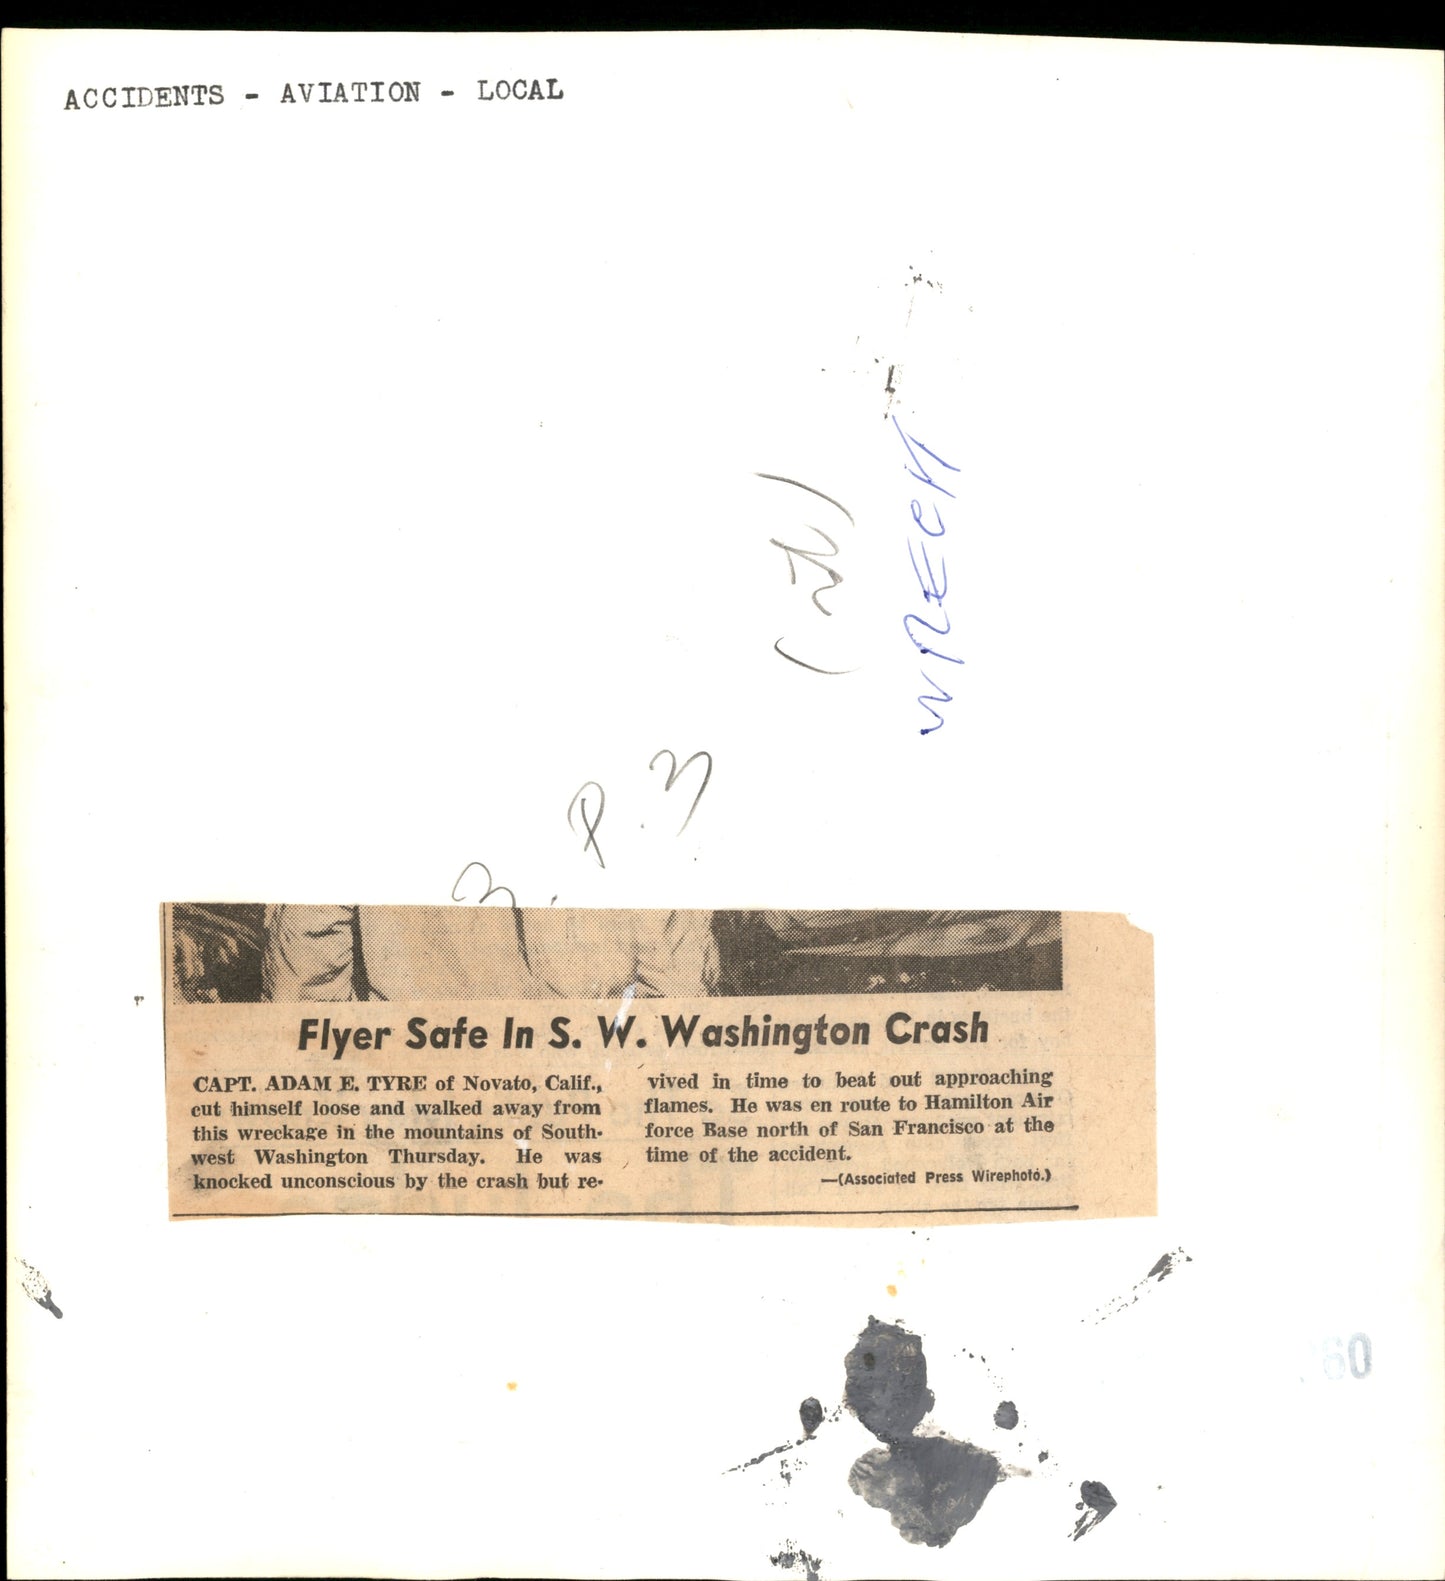 ACCIDENTS - AVIATION - LOCAL
WRECK
P. 3
Flyer Safe In S. W. Washington Crash
CAPT. ADAM E. TYRE of Novato, Calif.,
cut himself loose and walked away from
this wreckage in the mountains of South-
west Washington Thursday. He was
knocked unconscious by the crash but re-
vived in time to beat out approaching
flames. He was en route to Hamilton Air
force Base north of San Francisco at the
time of the accident.
—(Associated Press Wirephoto.)
60